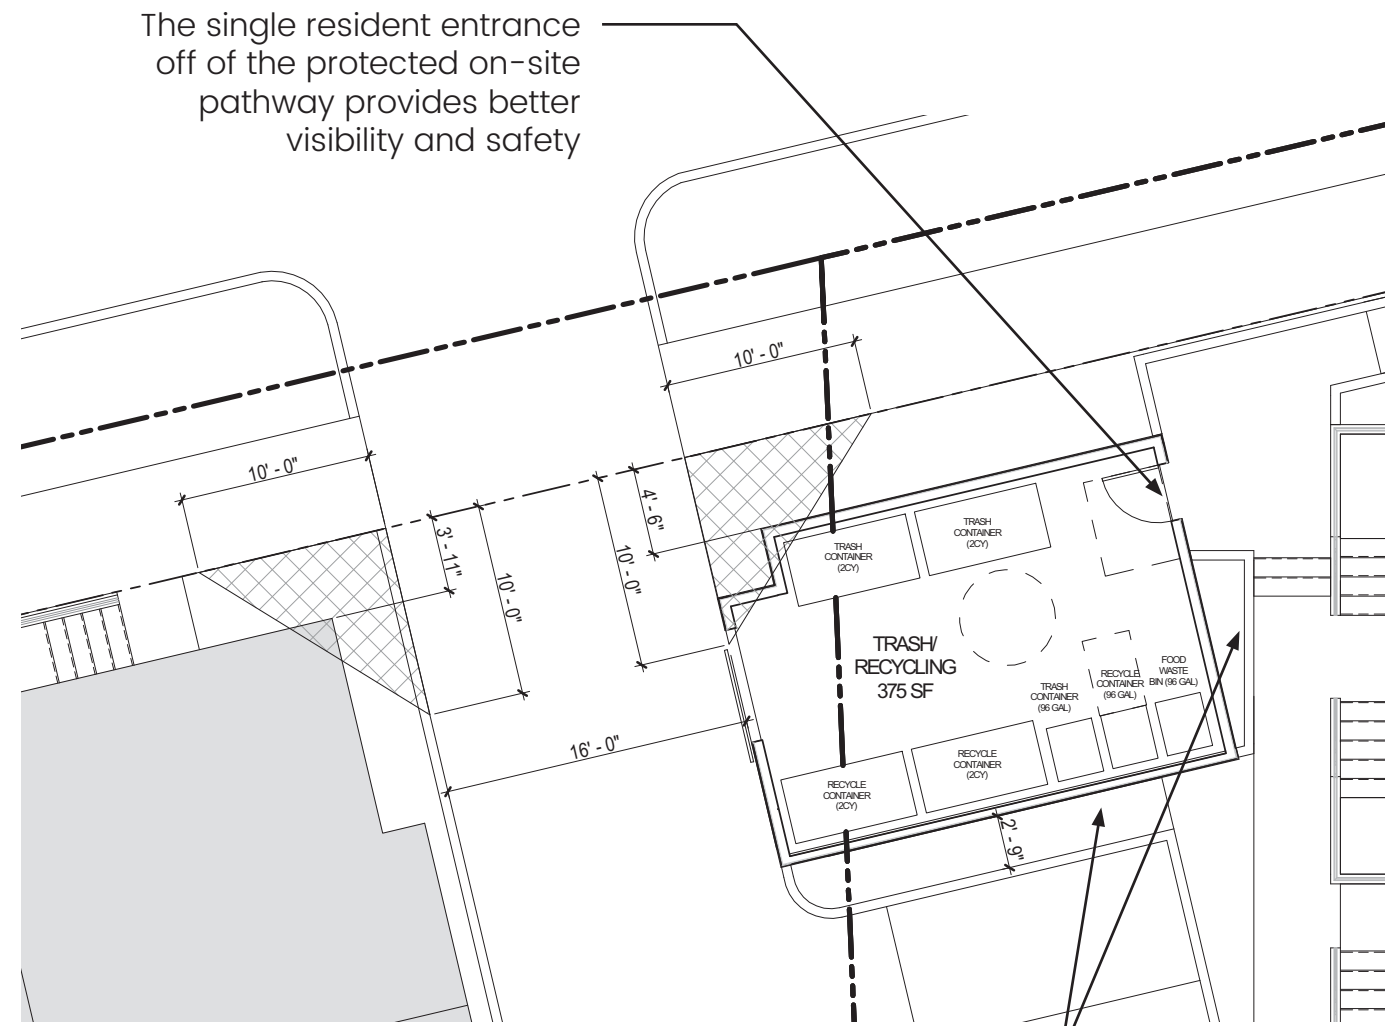 The single resident entrance
off of the protected on-site
pathway provides better
visibility and safety
10' - 0"
10' - 0"
4' - 6"
3' - 11"
10' - 0"
10' - 0"
16' - 0"
TRASH
CONTAINER
(2CY)
TRASH
CONTAINER
(2CY)
TRASH/
RECYCLING
375 SF
TRASH
CONTAINER
(96 GAL)
RECYCLE
CONTAINER
(96 GAL)
FOOD
WASTE
BIN (96 GAL)
RECYCLE
CONTAINER
(2CY)
RECYCLE
CONTAINER
(2CY)
2' - 9"